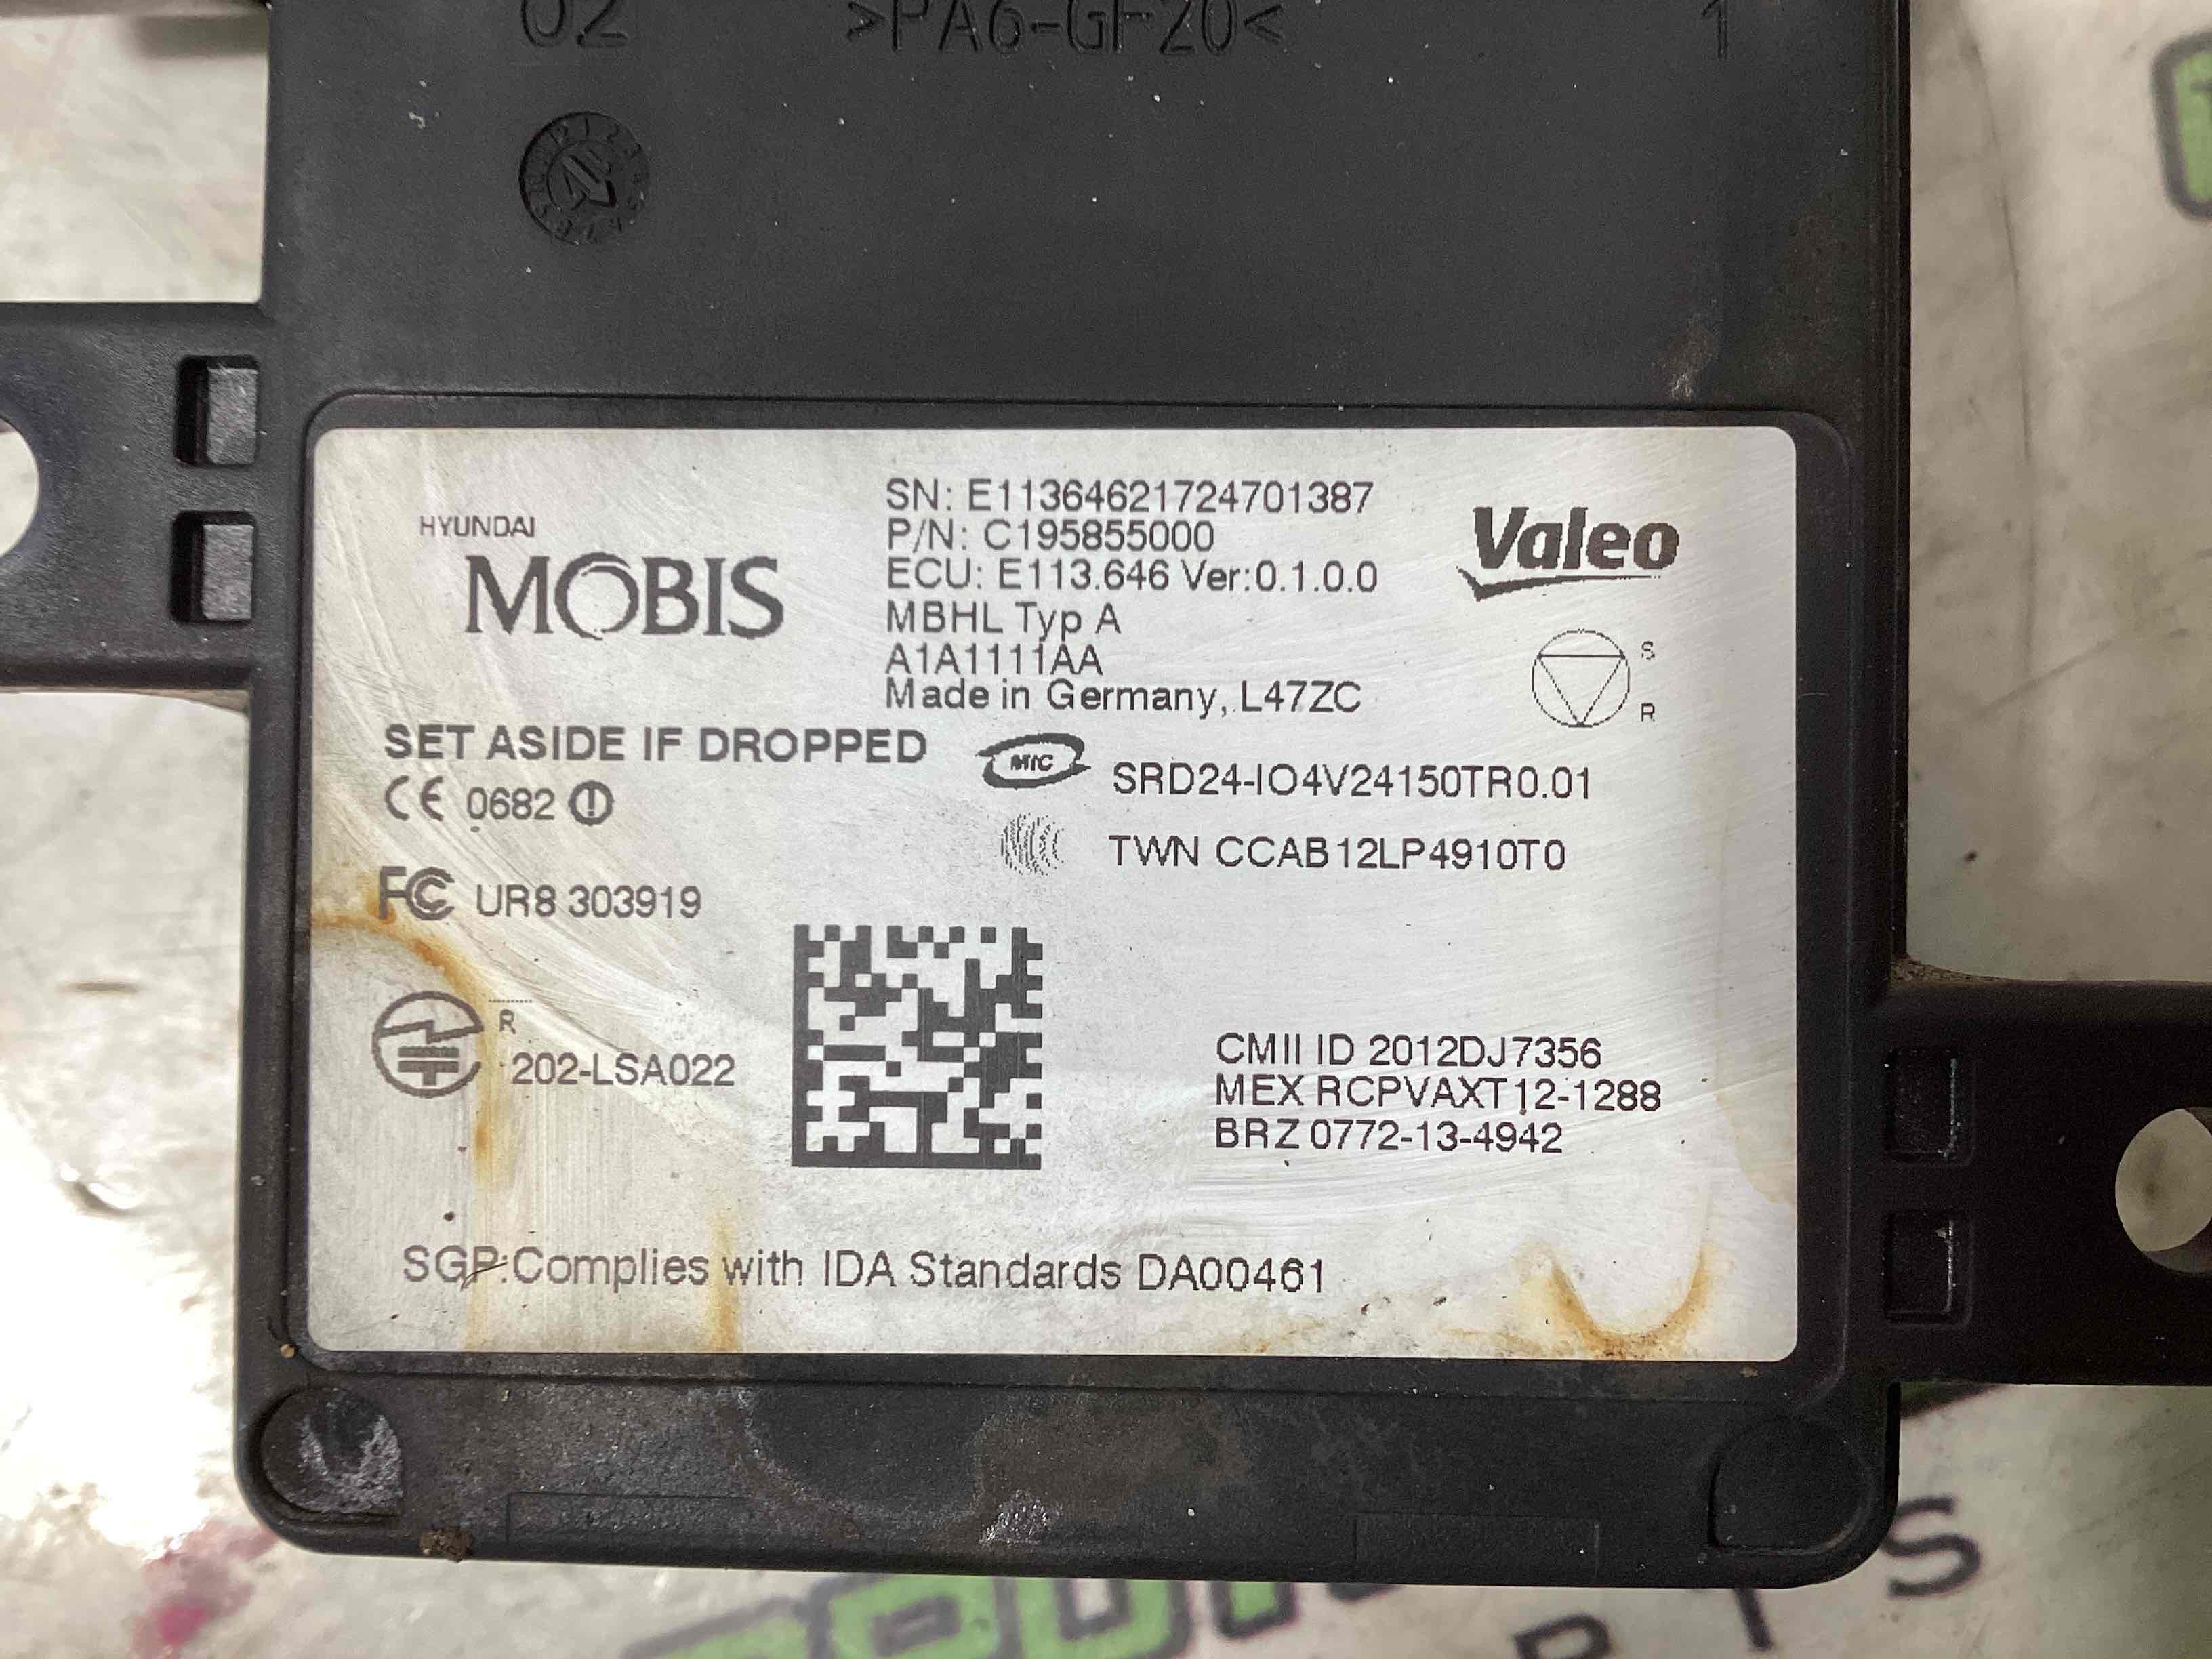 02 >PA6-GF20< 1
HYUNDAI
MOBIS
SN: E11364621724701387
P/N: C195855000
ECU: E113.646 Ver:0.1.0.0
MBHL Typ A
A1A1111AA
Made in Germany, L47ZC
Valeo
S
R
SET ASIDE IF DROPPED
CE 0682
MIC SRD24-IO4V24150TR0.01
TWN CCAB12LP4910T0
FC UR8 303919
R
202-LSA022
CMII ID 2012DJ7356
MEX RCPVAXT12-1288
BRZ 0772-13-4942
SGP:Complies with IDA Standards DA00461